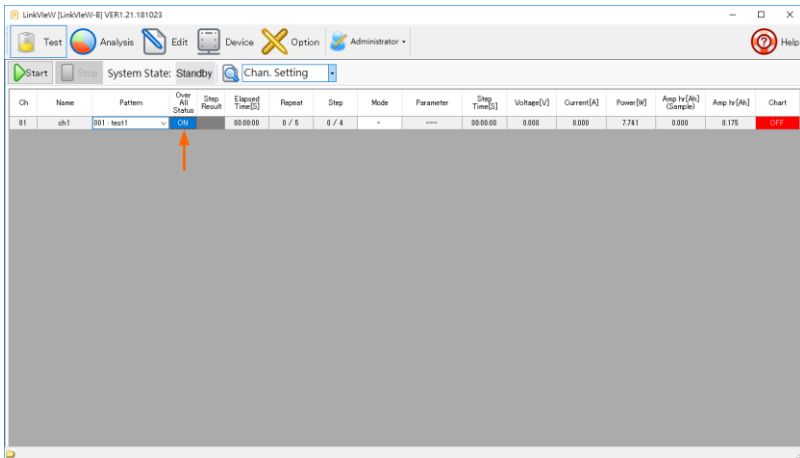 LinkVIeW [LinkVIeW-B] VER1.21.181023
Test Analysis Edit Device Option Administrator Help
Start Stop System State: Standby Chan. Setting
Ch Name Pattern Over All Status Step Result Elapsed Time[S] Repeat Step Mode Parameter Step Time[S] Voltage[V] Current[A] Power[W] Amp hr[Ah] (Sample) Amp hr[Ah] Chart
01 ch1 001 : test1 ON 00:00:00 0 / 5 0 / 4 - --- 00:00:00 0.000 0.000 7.741 0.000 0.175 OFF